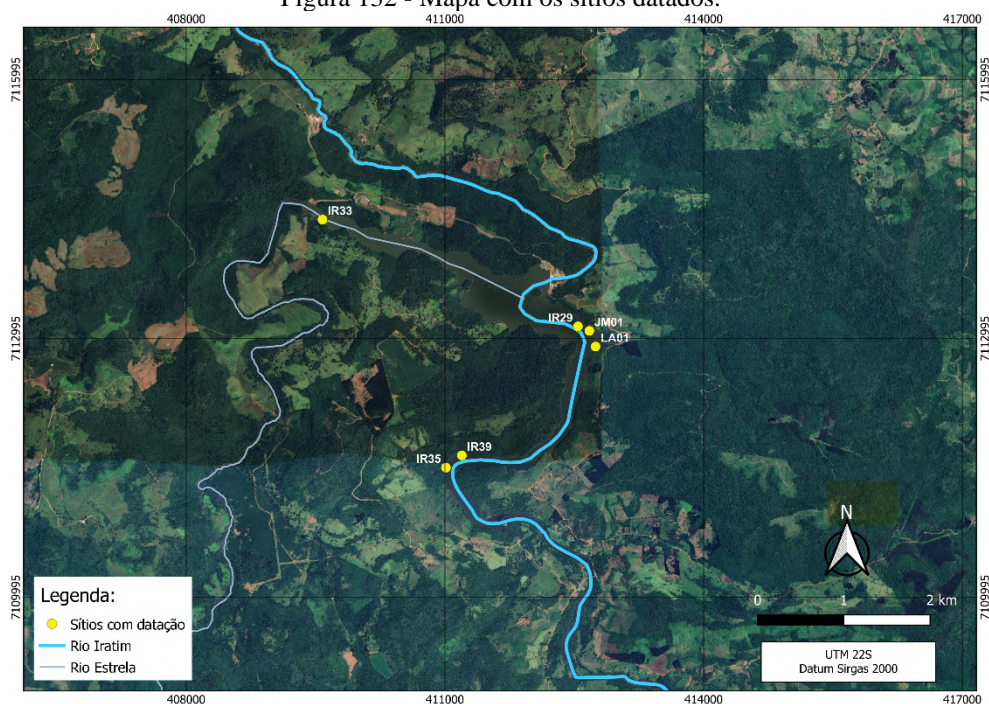 Figura 132 - Mapa com os sítios datados.
408000
411000
414000
417000
7115995
7115995
IR33
IR29
JM01
LA01
7112995
7112995
IR39
IR35
N
7109995
7109995
0
1
2 km
Legenda:
Sítios com datação
Rio Iratim
Rio Estrela
UTM 22S
Datum Sirgas 2000
408000
411000
414000
417000